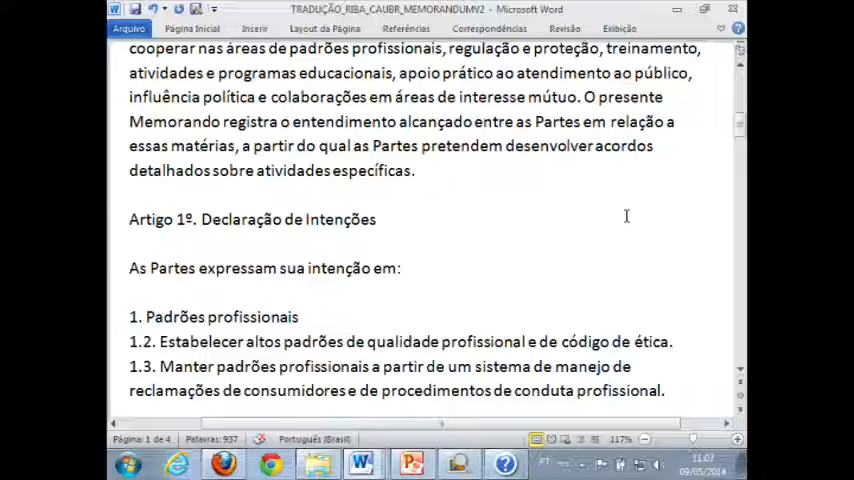 TRADUÇÃO_RIBA_CAUBR_MEMORANDUMV2 - Microsoft Word
Arquivo Página Inicial Inserir Layout da Página Referências Correspondências Revisão Exibição
cooperar nas áreas de padrões profissionais, regulação e proteção, treinamento,
atividades e programas educacionais, apoio prático ao atendimento ao público,
influência política e colaborações em áreas de interesse mútuo. O presente
Memorando registra o entendimento alcançado entre as Partes em relação a
essas matérias, a partir do qual as Partes pretendem desenvolver acordos
detalhados sobre atividades específicas.
Artigo 1º. Declaração de Intenções
As Partes expressam sua intenção em:
1. Padrões profissionais
1.2. Estabelecer altos padrões de qualidade profissional e de código de ética.
1.3. Manter padrões profissionais a partir de um sistema de manejo de
reclamações de consumidores e de procedimentos de conduta profissional.
Página: 1 de 4 Palavras: 937 Português (Brasil) 117%
PT 11:07
09/05/2014